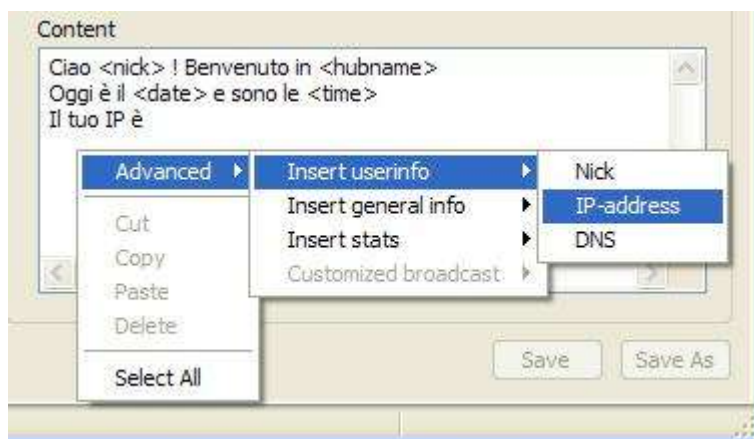 Content
Ciao <nick> ! Benvenuto in <hubname>
Oggi è il <date> e sono le <time>
Il tuo IP è
Advanced
Cut
Copy
Paste
Delete
Select All
Insert userinfo
Insert general info
Insert stats
Customized broadcast
Nick
IP-address
DNS
Save
Save As